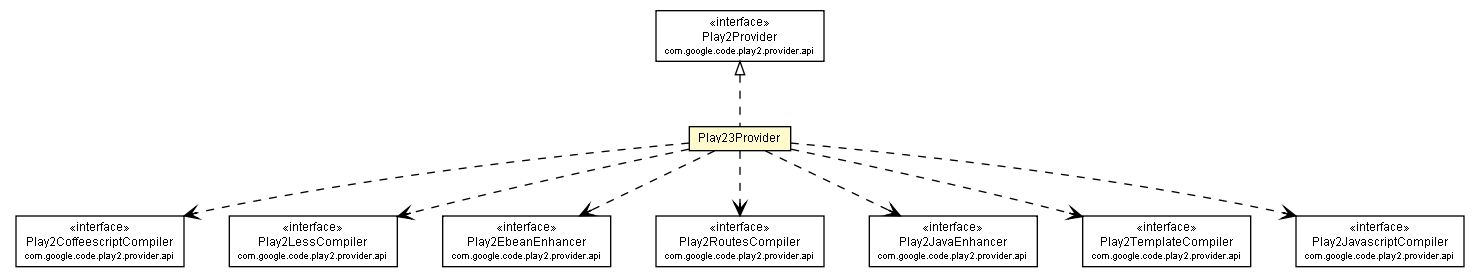 «interface»
Play2Provider
com.google.code.play2.provider.api
Play23Provider
«interface»
Play2CoffeescriptCompiler
com.google.code.play2.provider.api
«interface»
Play2LessCompiler
com.google.code.play2.provider.api
«interface»
Play2EbeanEnhancer
com.google.code.play2.provider.api
«interface»
Play2RoutesCompiler
com.google.code.play2.provider.api
«interface»
Play2JavaEnhancer
com.google.code.play2.provider.api
«interface»
Play2TemplateCompiler
com.google.code.play2.provider.api
«interface»
Play2JavascriptCompiler
com.google.code.play2.provider.api